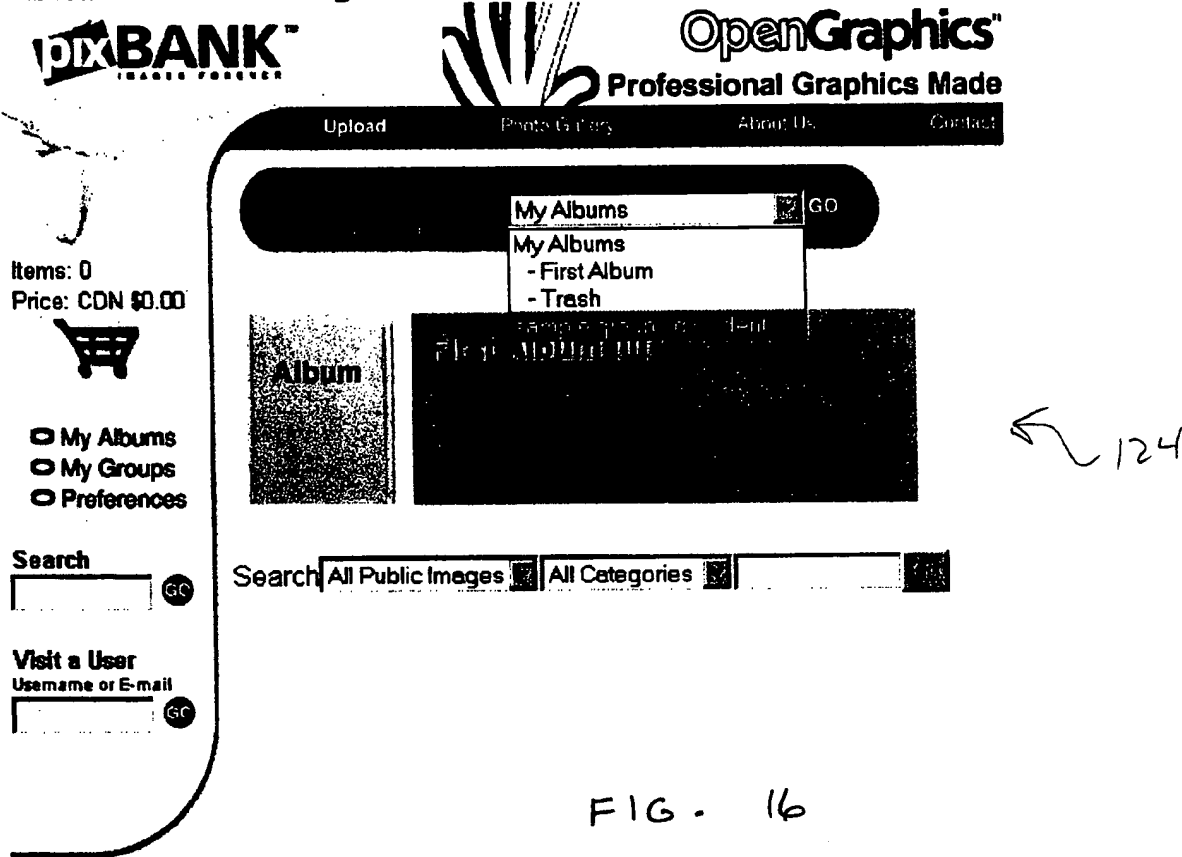 pixBANK™
IMAGES FOREVER
OpenGraphics™
Professional Graphics Made
Upload
Photo Gallery
About Us
Contact
My Albums
GO
My Albums
- First Album
- Trash
Items: 0
Price: CDN $0.00
Album
My Albums
My Groups
Preferences
124
Search
GO
Search All Public Images All Categories
Visit a User
Username or E-mail
GO
FIG. 16